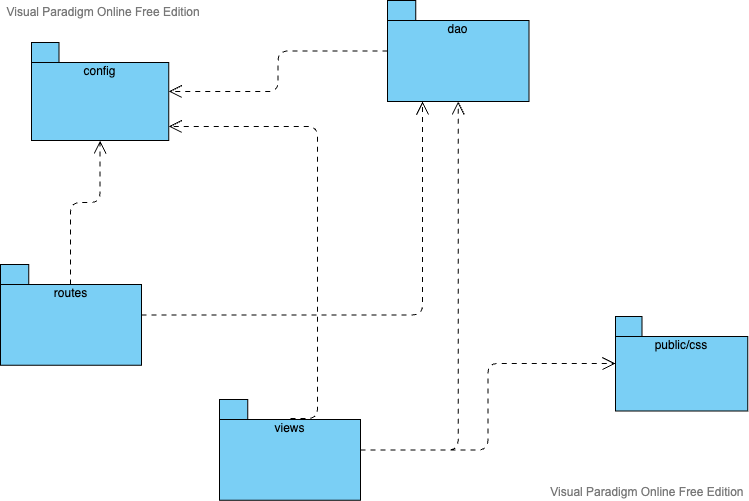 Visual Paradigm Online Free Edition
dao
config
routes
public/css
views
Visual Paradigm Online Free Edition